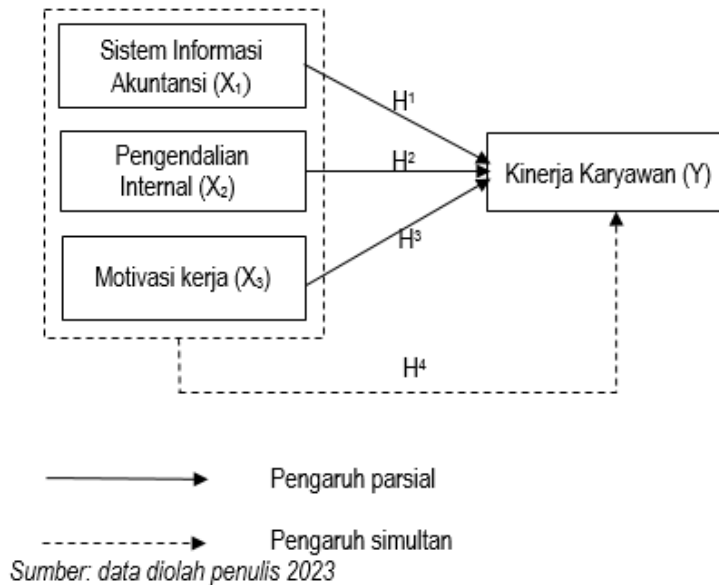 Sistem Informasi
Akuntansi (X₁)
H¹
Pengendalian
Internal (X₂)
H²
Kinerja Karyawan (Y)
Motivasi kerja (X₃)
H³
H⁴
Pengaruh parsial
Pengaruh simultan
Sumber: data diolah penulis 2023